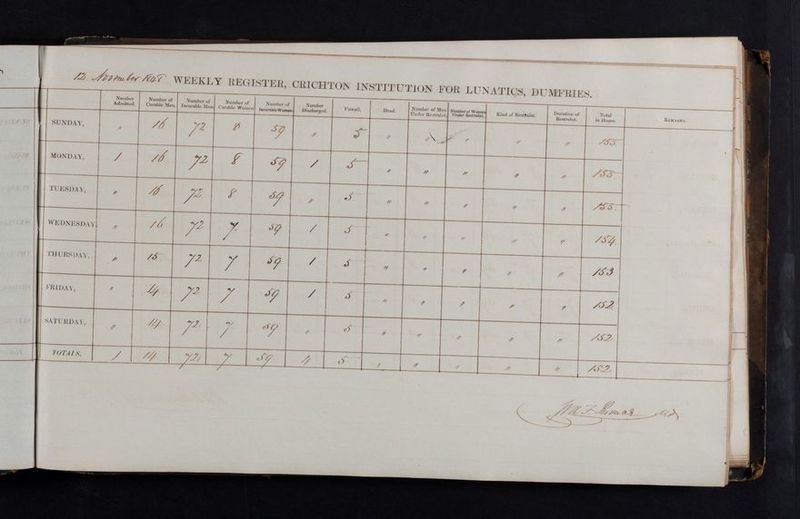 12 November WEEKLY REGISTER, CRICHTON INSTITUTION FOR LUNATICS, DUMFRIES.
Number Admitted. Number of Curable Men. Number of Incurable Men. Number of Curable Women. Number of Incurable Women. Number Discharged. Dead. Number of Men Under Restraint. Number of Women Under Restraint. Kind of Restraint. Duration of Restraint. Total in House. REMARKS.
SUNDAY, " 16 72 8 59 " 5 " " " " " 155
MONDAY, 1 16 72 8 59 1 5 " " " " " 155
TUESDAY, " 16 72 8 59 " 5 " " " " " 155
WEDNESDAY, " 16 72 7 59 1 5 " " " " " 154
THURSDAY, " 15 72 7 59 1 5 " " " " " 153
FRIDAY, " 14 72 7 59 1 5 " " " " " 152
SATURDAY, " 14 72 7 59 " 5 " " " " " 152
TOTALS, 1 14 72 7 59 4 5 " " " " " 152